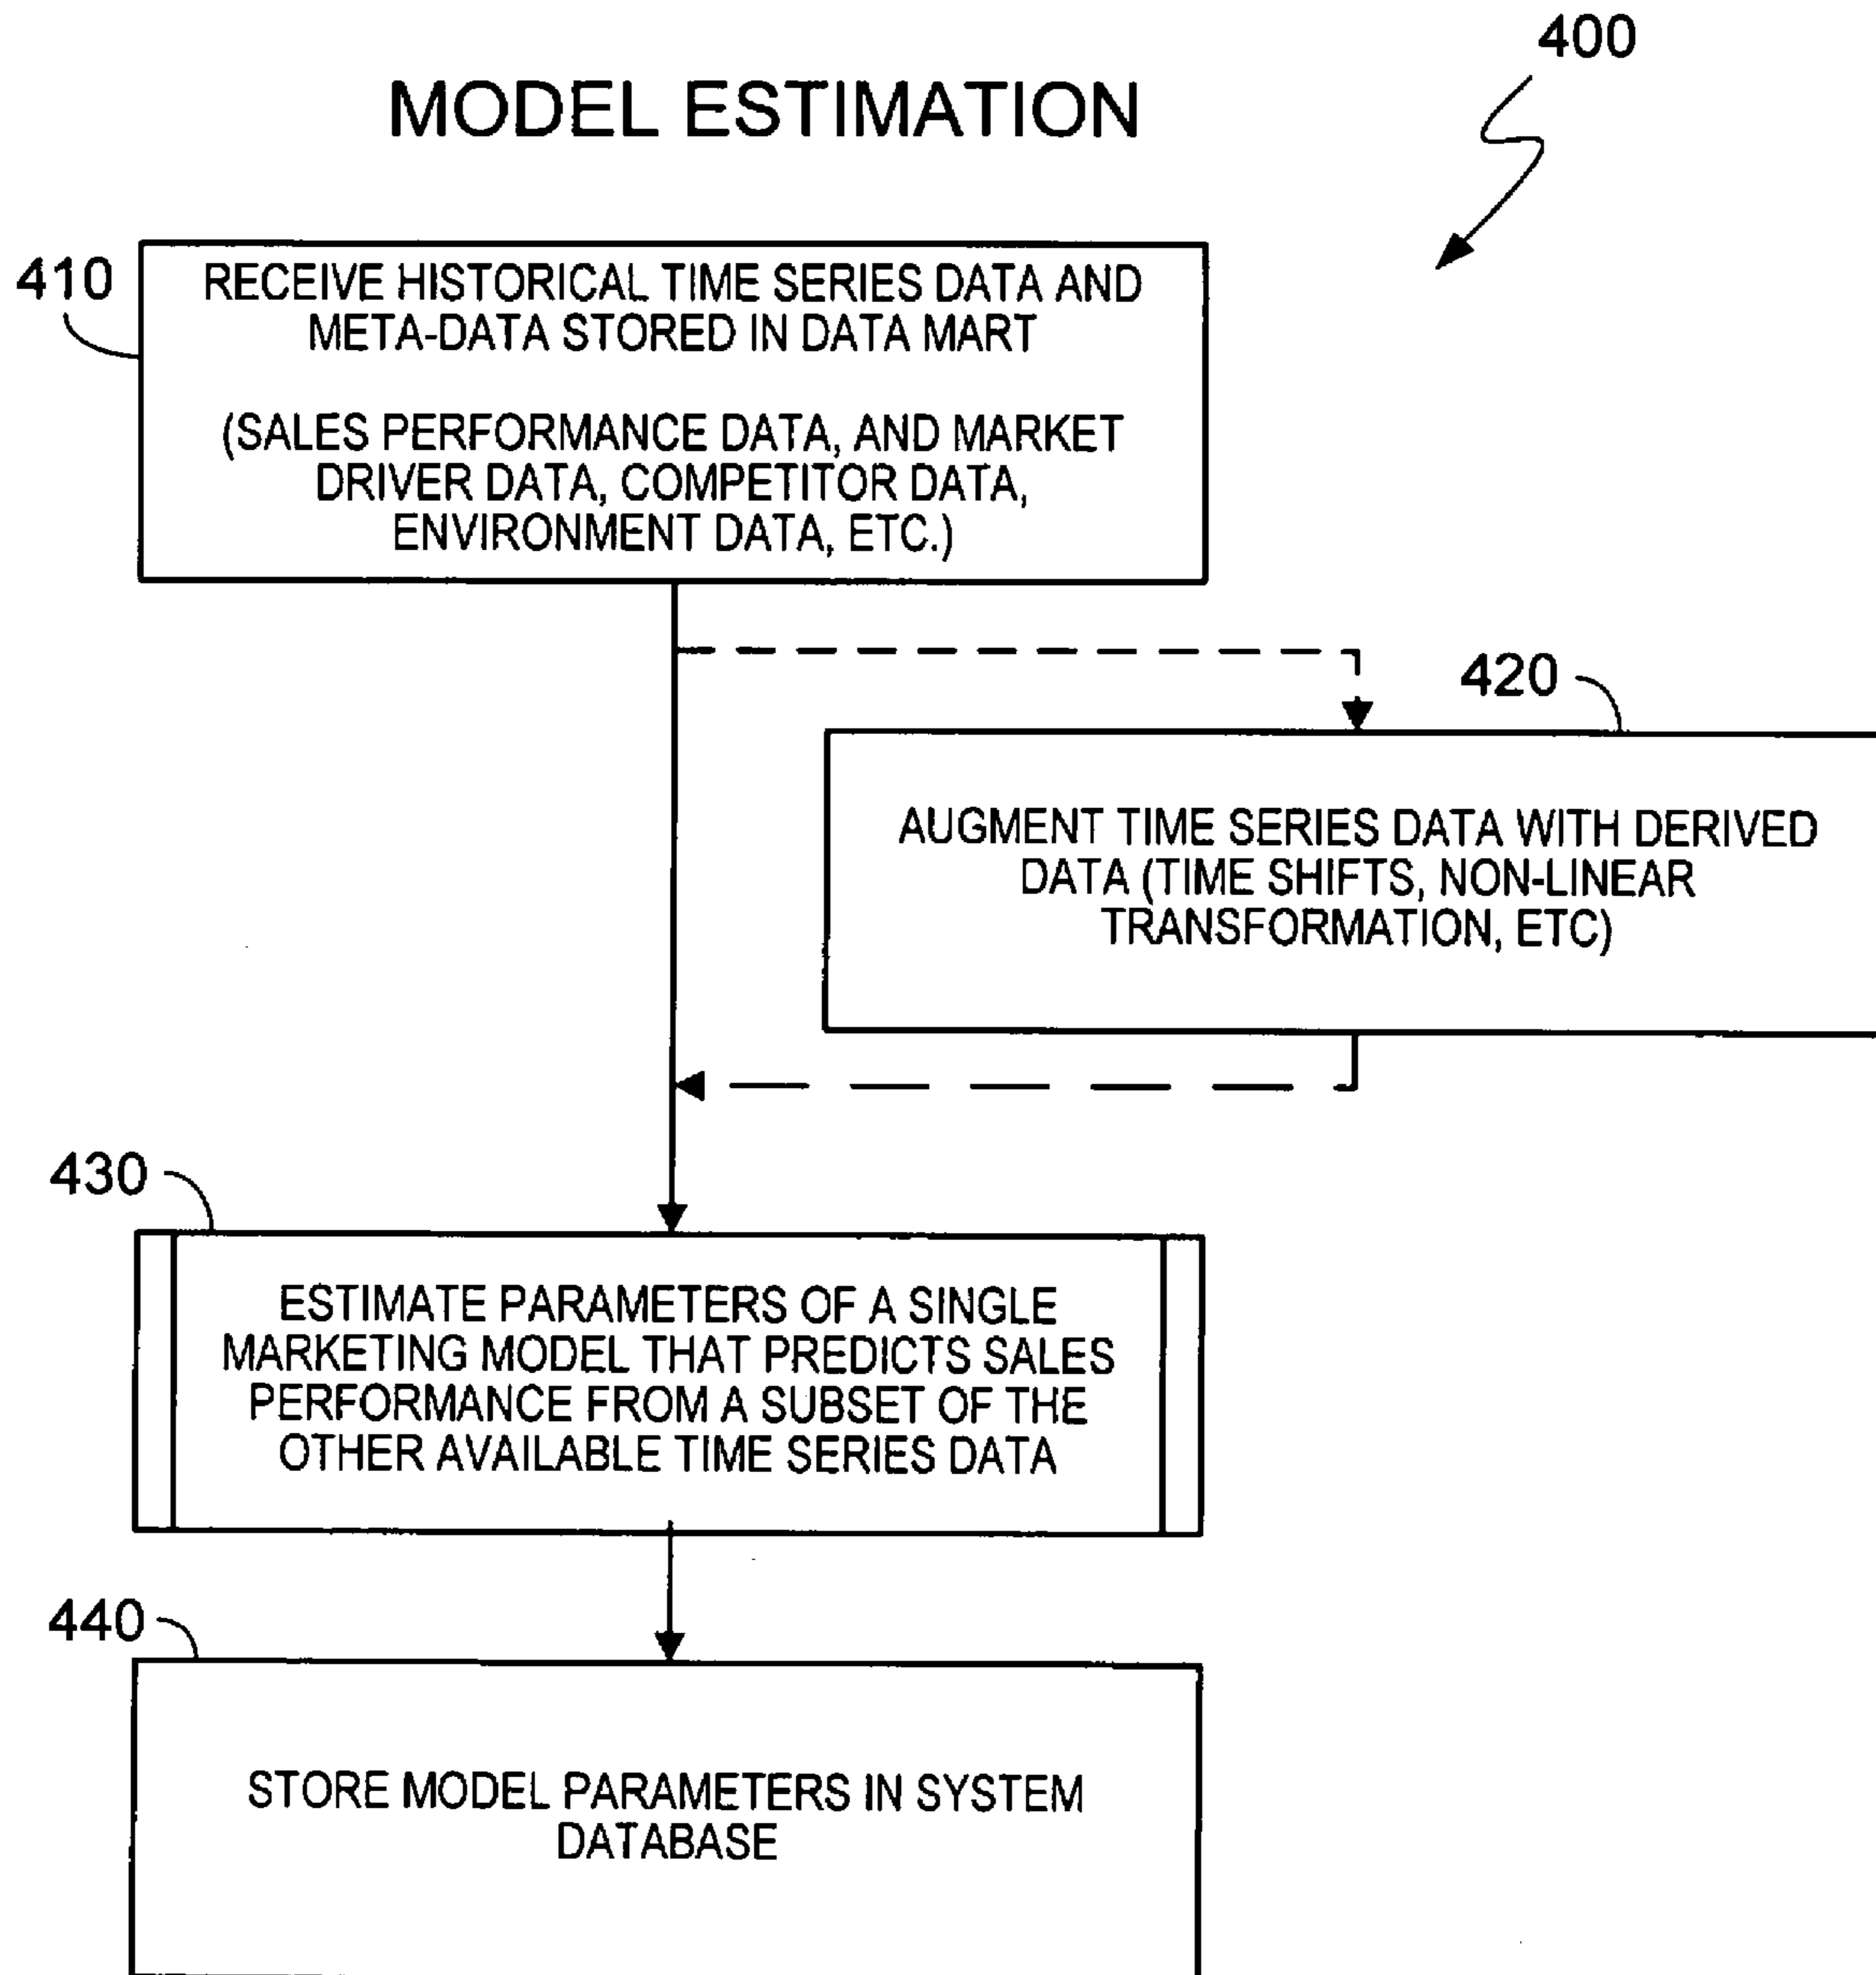 400
MODEL ESTIMATION
410
RECEIVE HISTORICAL TIME SERIES DATA AND
META-DATA STORED IN DATA MART
(SALES PERFORMANCE DATA, AND MARKET
DRIVER DATA, COMPETITOR DATA,
ENVIRONMENT DATA, ETC.)
420
AUGMENT TIME SERIES DATA WITH DERIVED
DATA (TIME SHIFTS, NON-LINEAR
TRANSFORMATION, ETC)
430
ESTIMATE PARAMETERS OF A SINGLE
MARKETING MODEL THAT PREDICTS SALES
PERFORMANCE FROM A SUBSET OF THE
OTHER AVAILABLE TIME SERIES DATA
440
STORE MODEL PARAMETERS IN SYSTEM
DATABASE